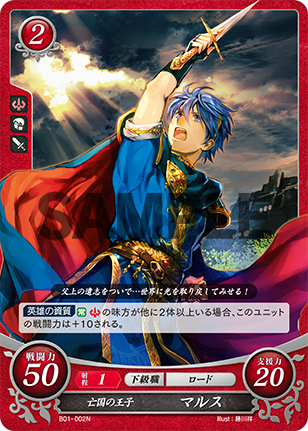 2
SAMPLE
父上の遺志をついで…世界に光を取り戻してみせる!
英雄の資質 常 の味方が他に2体以上いる場合、このユニット
の戦闘力は+10される。
戦闘力
50
射程 1 下級職 ロード
支援力
20
亡国の王子 マルス
B01-002N
Illust:藤川祥